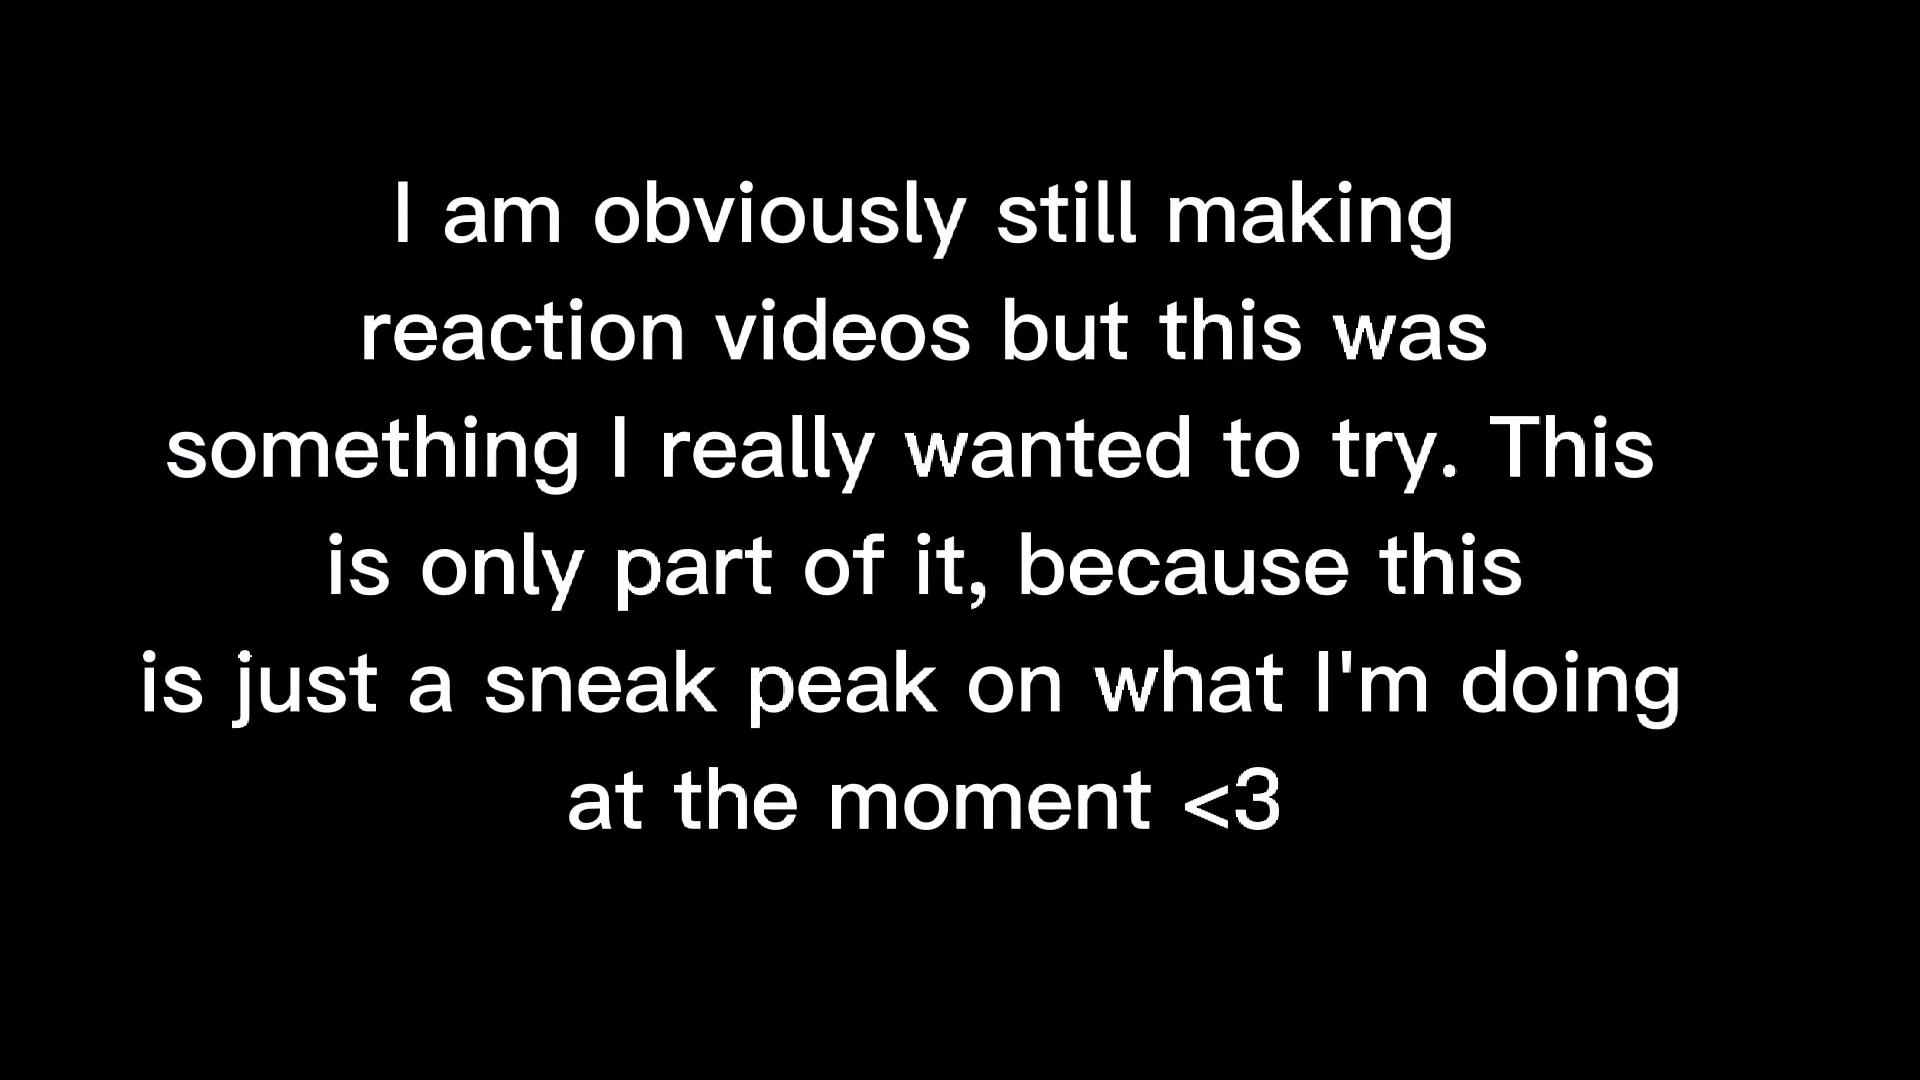 I am obviously still making
reaction videos but this was
something I really wanted to try. This
is only part of it, because this
is just a sneak peak on what I'm doing
at the moment <3